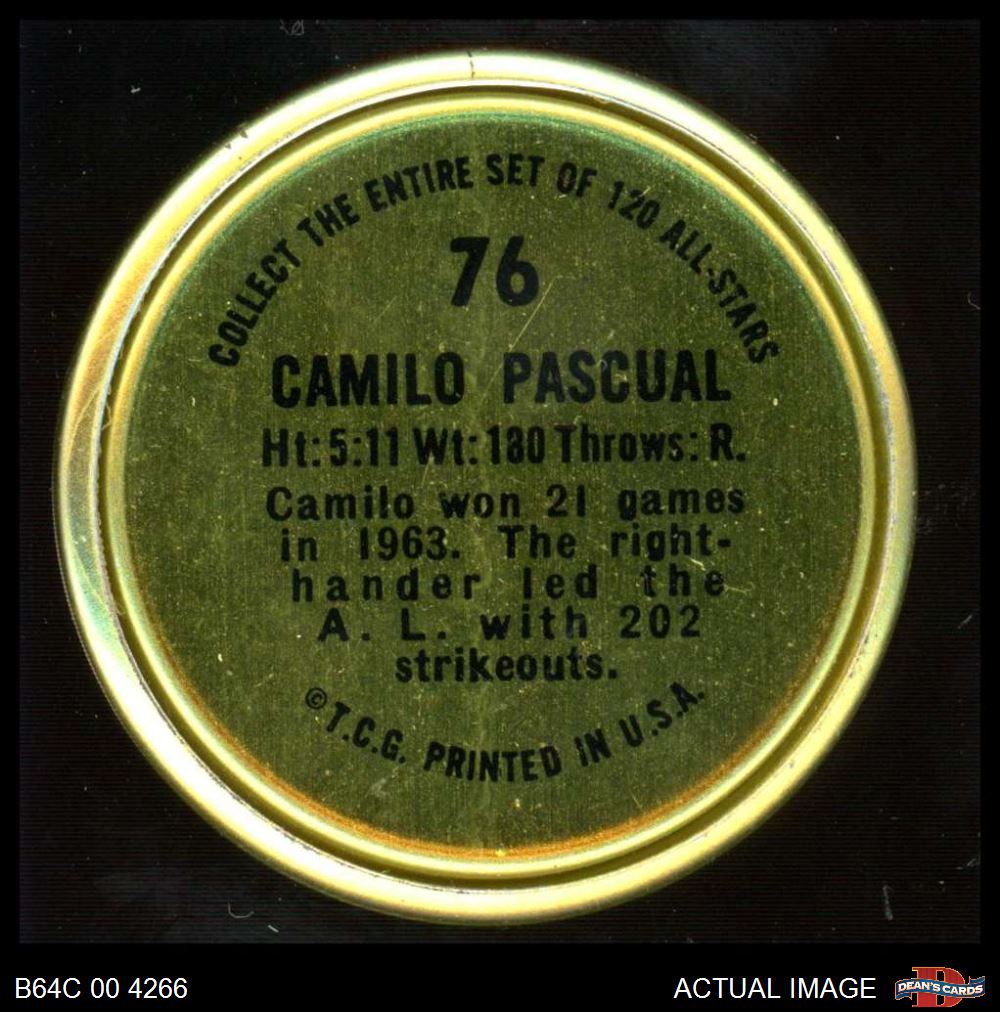 COLLECT THE ENTIRE SET OF 120 ALL-STARS
76
CAMILO PASCUAL
Ht:5:11 Wt:180 Throws: R.
Camilo won 21 games
in 1963. The right-
hander led the
A. L. with 202
strikeouts.
© T.C.G. PRINTED IN U.S.A.
B64C 00 4266
ACTUAL IMAGE
D
DEAN'S CARDS